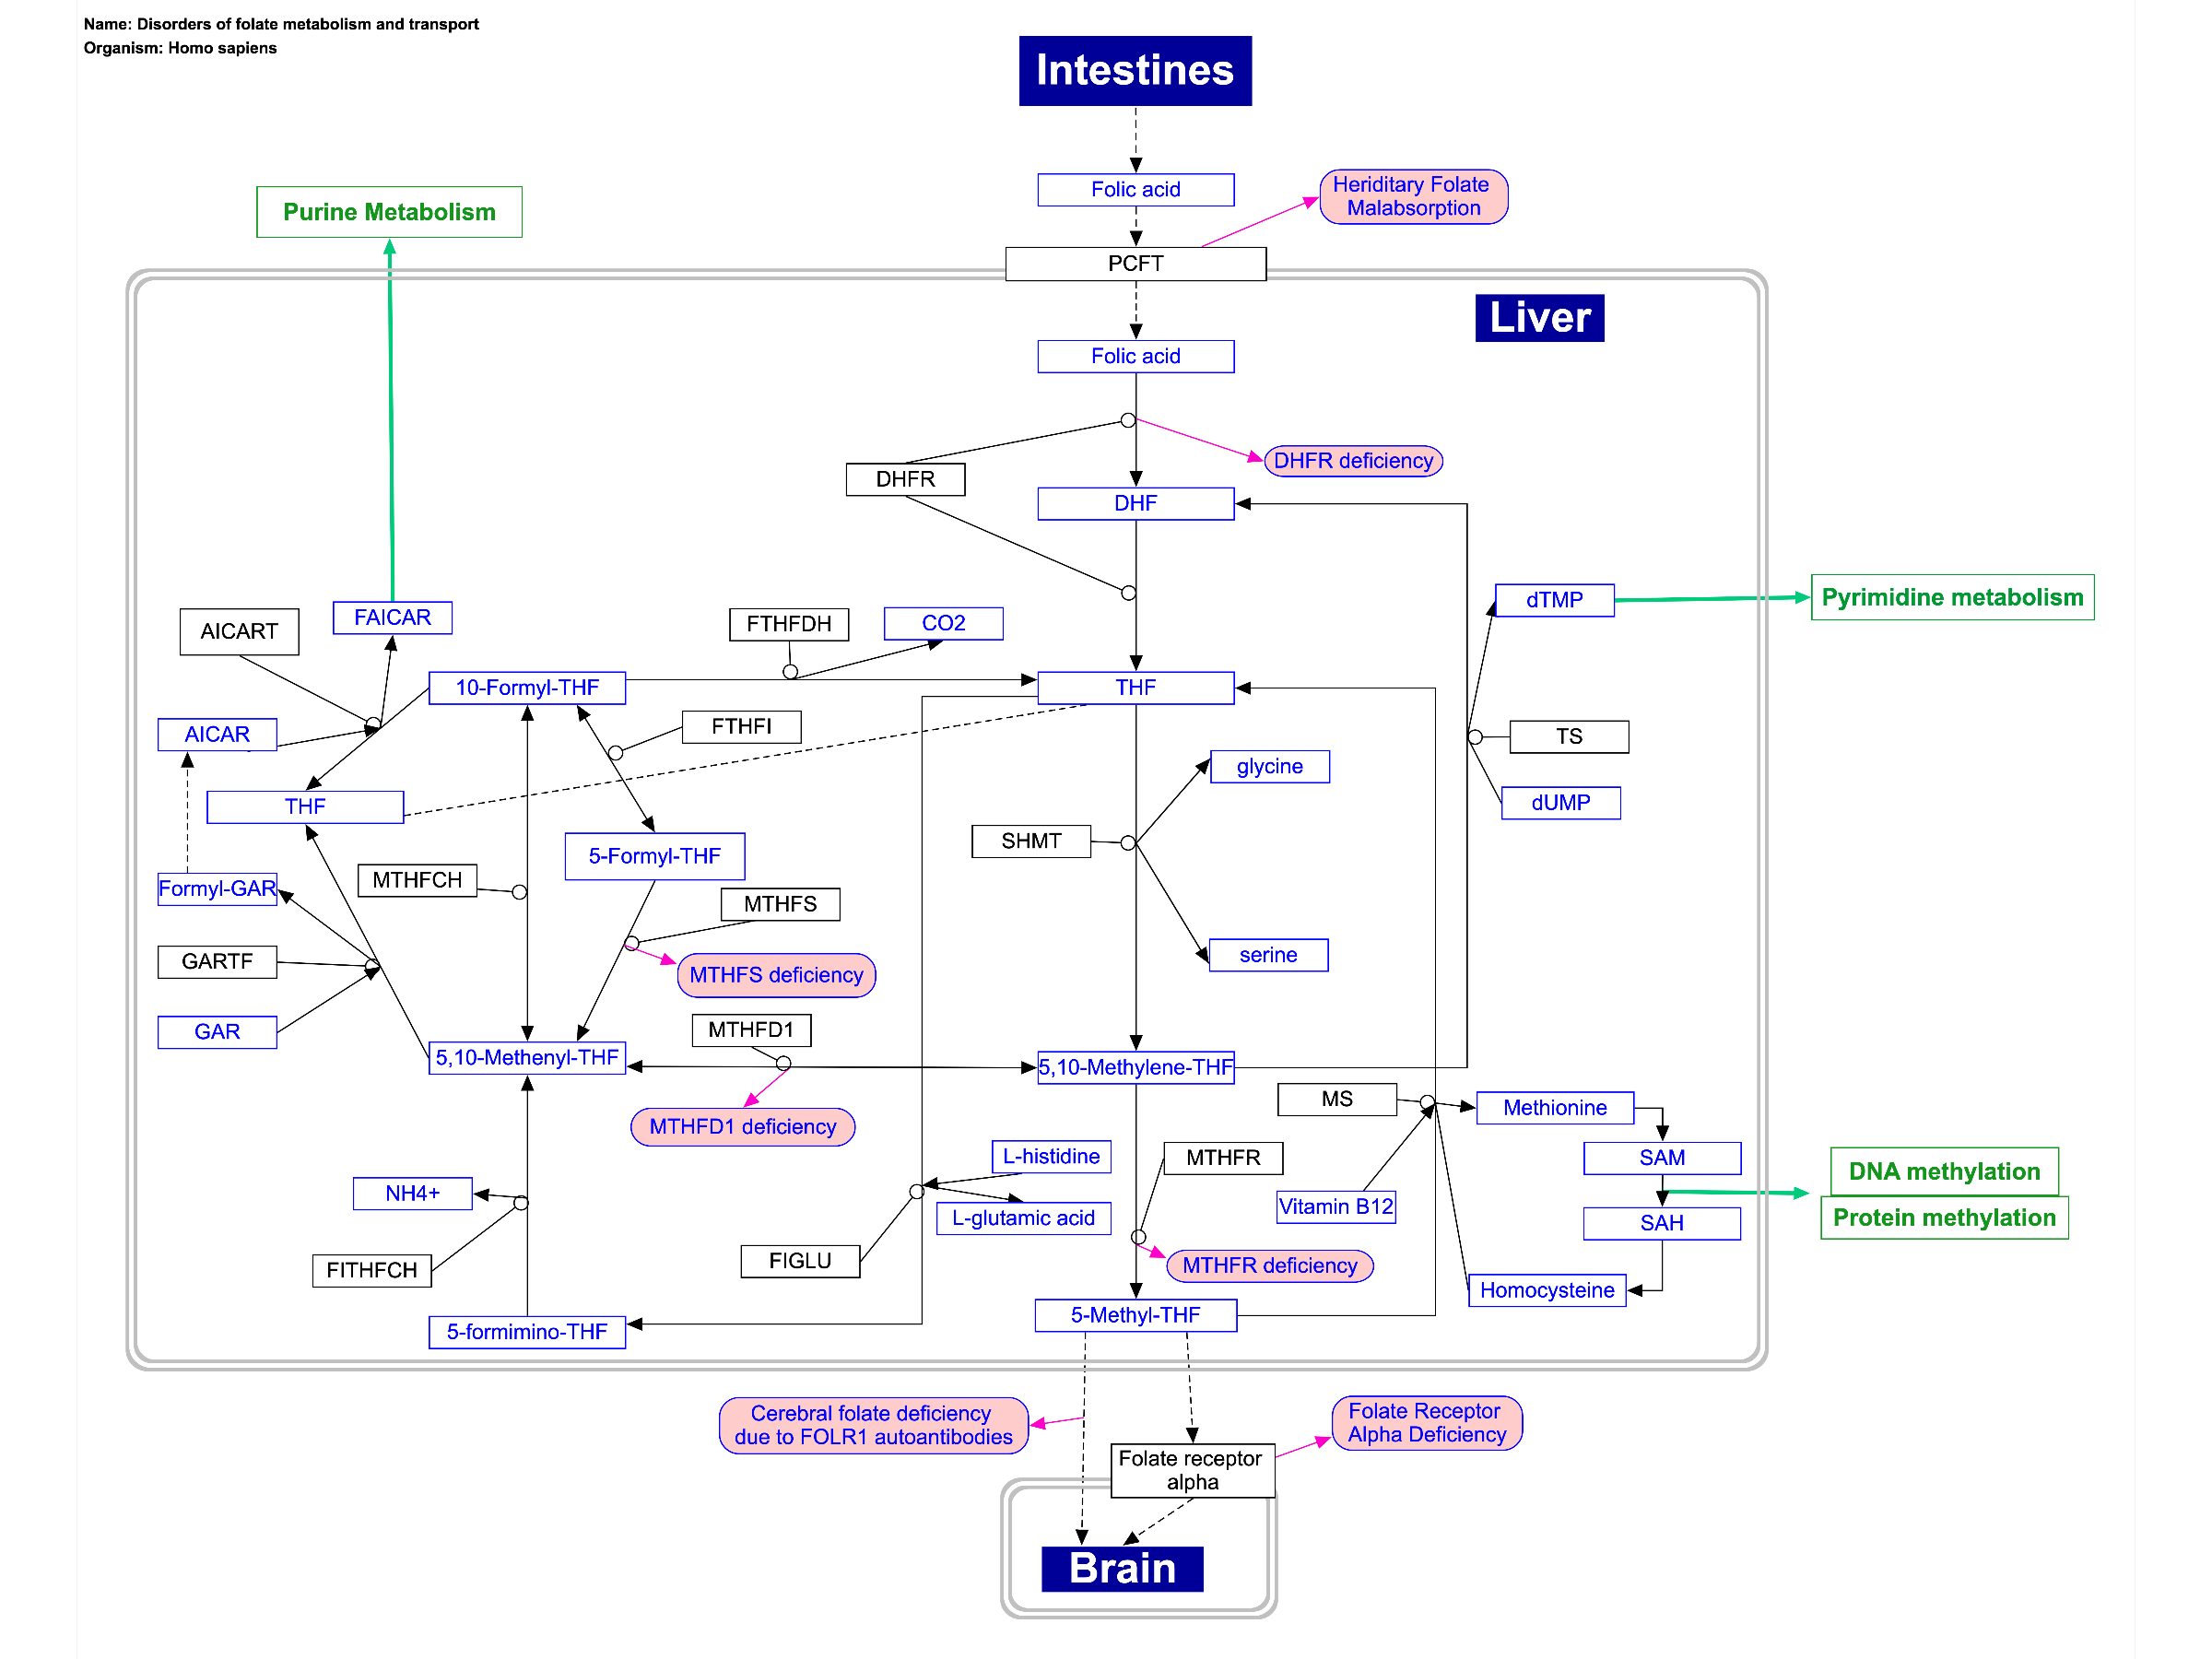 Name: Disorders of folate metabolism and transport
Organism: Homo sapiens
Intestines
Folic acid
Heriditary Folate
Malabsorption
Purine Metabolism
PCFT
Liver
Folic acid
DHFR deficiency
DHFR
DHF
dTMP
Pyrimidine metabolism
FAICAR
AICART
FTHFDH
CO2
10-Formyl-THF
THF
FTHFI
AICAR
TS
glycine
THF
dUMP
SHMT
5-Formyl-THF
MTHFCH
Formyl-GAR
MTHFS
GARTF
serine
MTHFS deficiency
GAR
MTHFD1
5,10-Methenyl-THF
5,10-Methylene-THF
MS
Methionine
MTHFD1 deficiency
L-histidine
MTHFR
SAM
DNA methylation
NH4+
Vitamin B12
L-glutamic acid
SAH
Protein methylation
FIGLU
MTHFR deficiency
FITHFCH
Homocysteine
5-Methyl-THF
5-formimino-THF
Cerebral folate deficiency
due to FOLR1 autoantibodies
Folate Receptor
Alpha Deficiency
Folate receptor
alpha
Brain